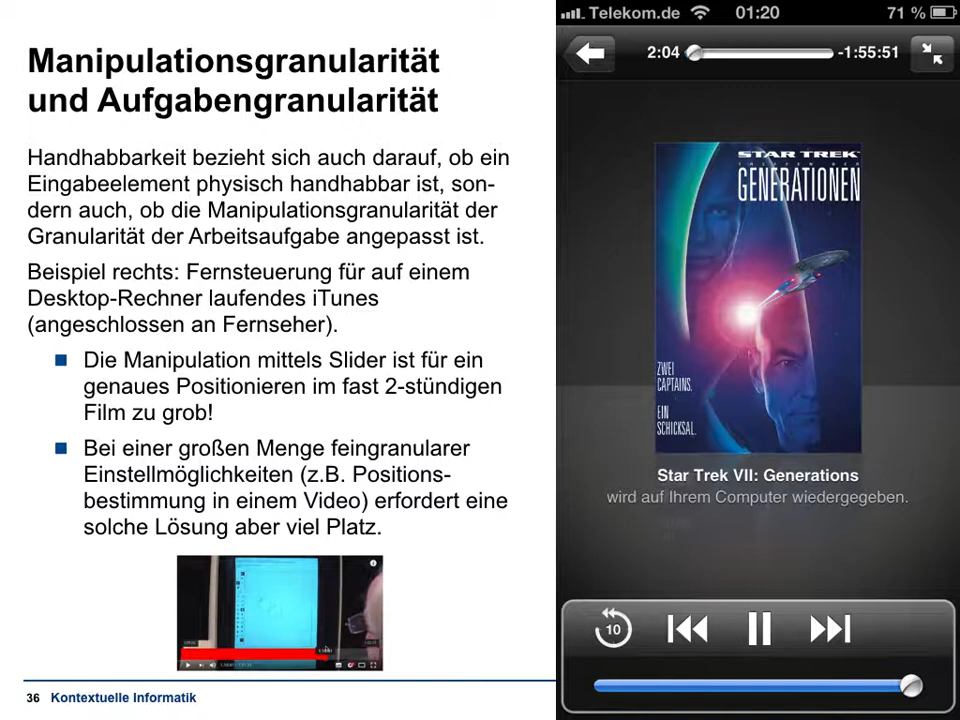 Manipulationsgranularität
und Aufgabengranularität
Handhabbarkeit bezieht sich auch darauf, ob ein
Eingabeelement physisch handhabbar ist, son-
dern auch, ob die Manipulationsgranularität der
Granularität der Arbeitsaufgabe angepasst ist.
Beispiel rechts: Fernsteuerung für auf einem
Desktop-Rechner laufendes iTunes
(angeschlossen an Fernseher).
Die Manipulation mittels Slider ist für ein
genaues Positionieren im fast 2-stündigen
Film zu grob!
Bei einer großen Menge feingranularer
Einstellmöglichkeiten (z.B. Positions-
bestimmung in einem Video) erfordert eine
solche Lösung aber viel Platz.
36 Kontextuelle Informatik
Telekom.de 01:20 71 %
2:04 -1:55:51
STAR TREK
GENERATIONEN
ZWEI
CAPTAINS.
EIN
SCHICKSAL.
Star Trek VII: Generations
wird auf Ihrem Computer wiedergegeben.
10